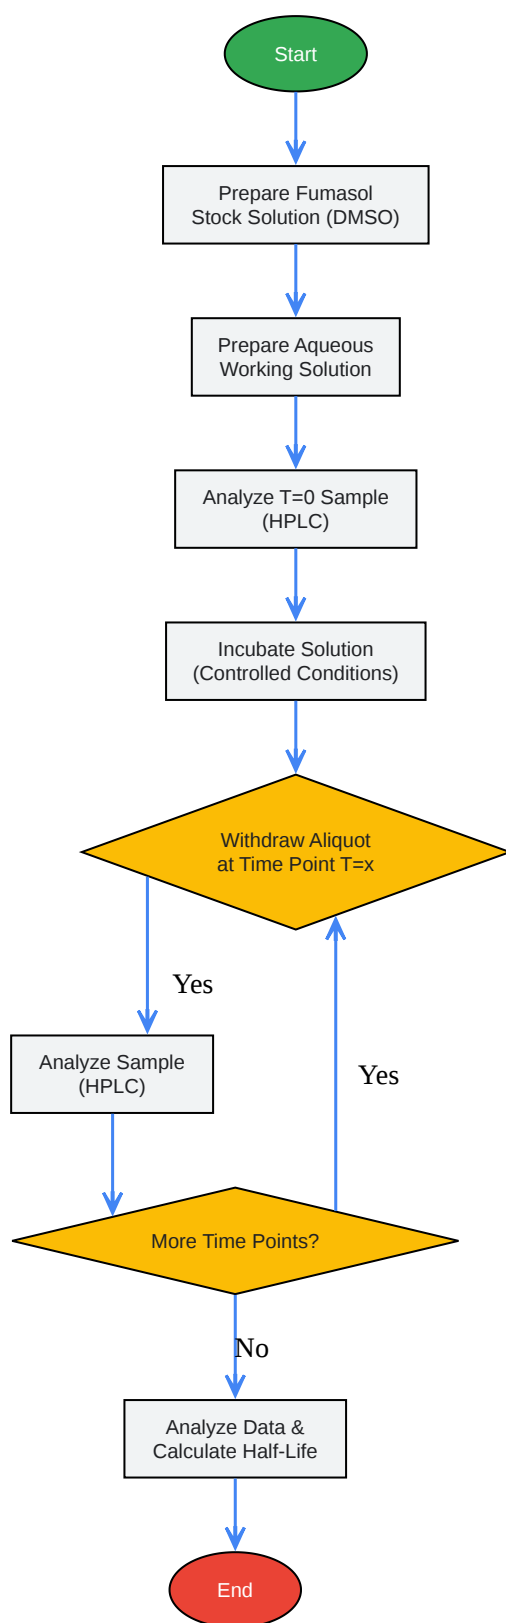 Start
Prepare Fumasol
Stock Solution (DMSO)
Prepare Aqueous
Working Solution
Analyze T=0 Sample
(HPLC)
Incubate Solution
(Controlled Conditions)
Withdraw Aliquot
at Time Point T=x
Yes
Analyze Sample
(HPLC)
Yes
More Time Points?
No
Analyze Data &
Calculate Half-Life
End